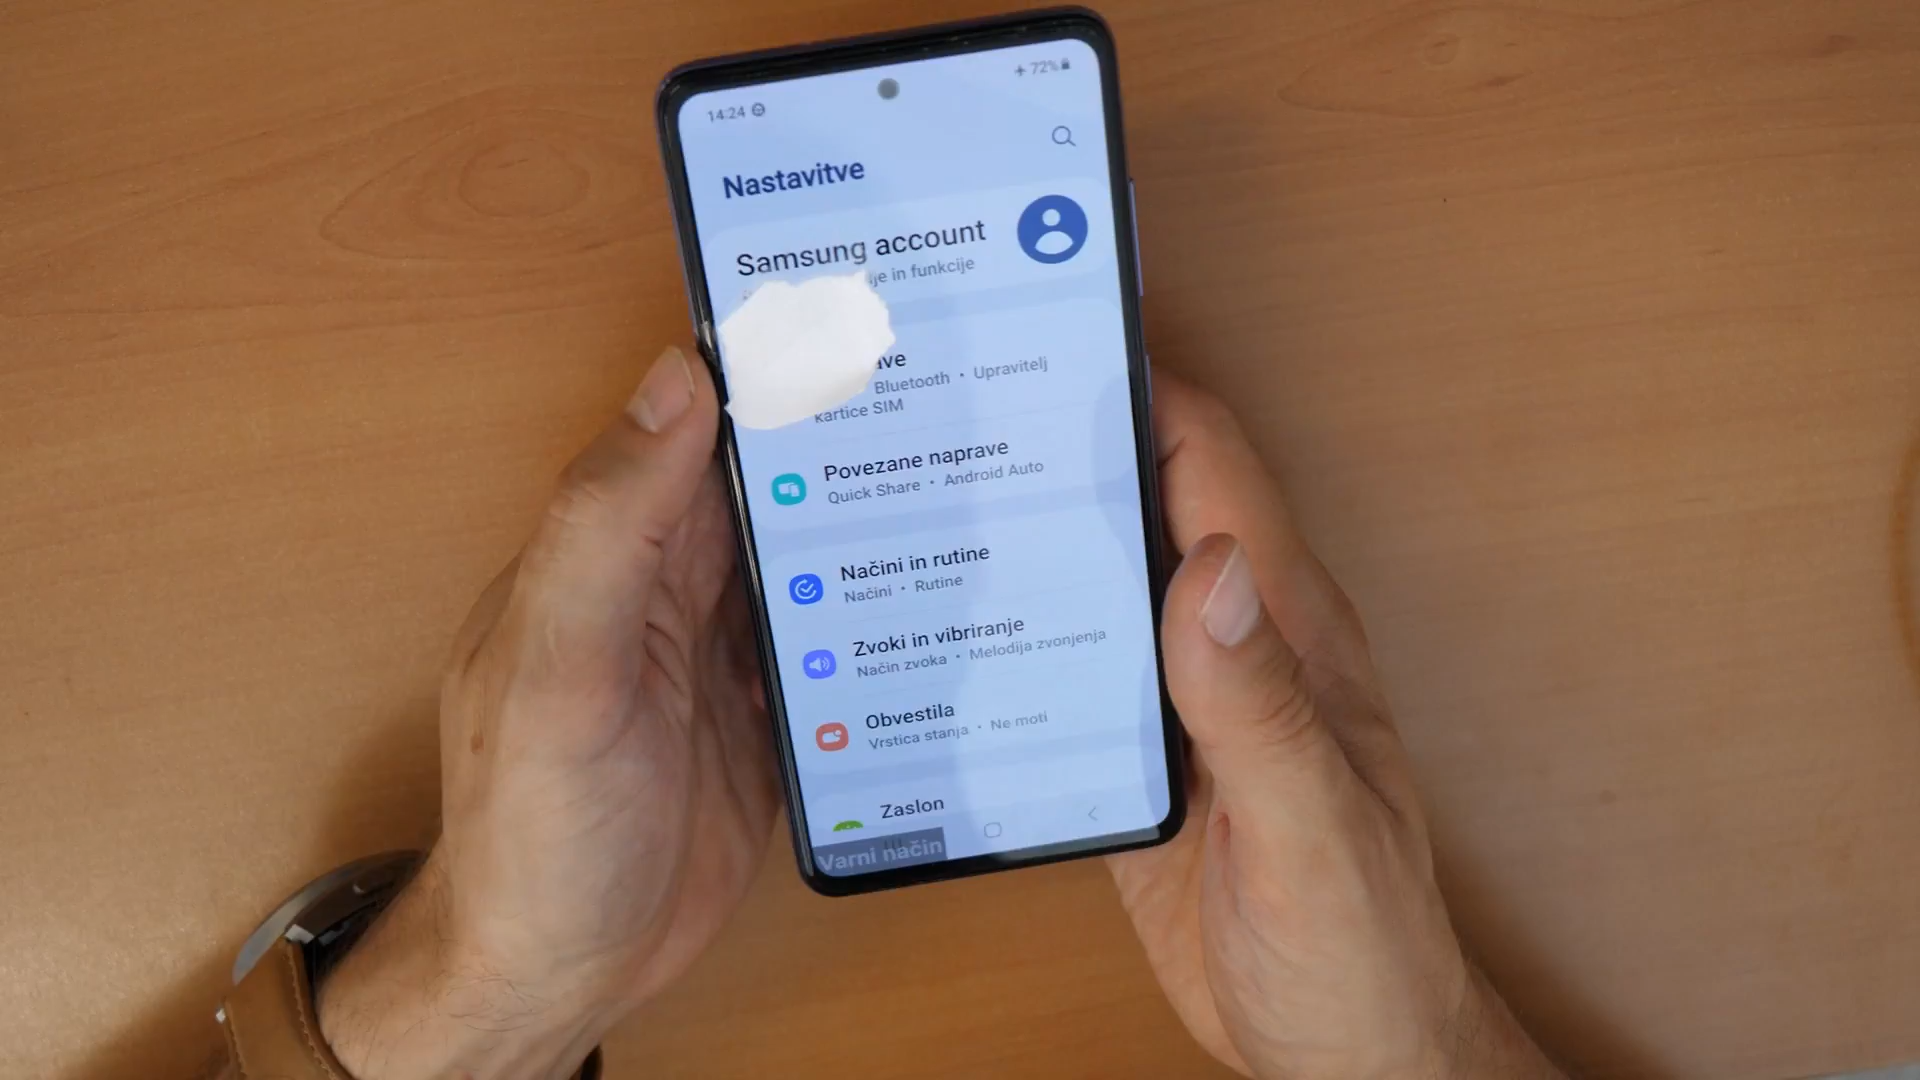 14:24
72%
Nastavitve
Samsung account
in funkcije
Bluetooth • Upravitelj
kartice SIM
Povezane naprave
Quick Share • Android Auto
Načini in rutine
Načini • Rutine
Zvoki in vibriranje
Način zvoka • Melodija zvonjenja
Obvestila
Vrstica stanja • Ne moti
Zaslon
Varni način